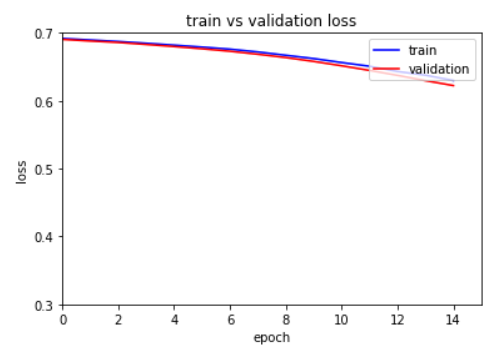 train vs validation loss
0.7
0.6
0.5
0.4
0.3
loss
train
validation
0 2 4 6 8 10 12 14
epoch